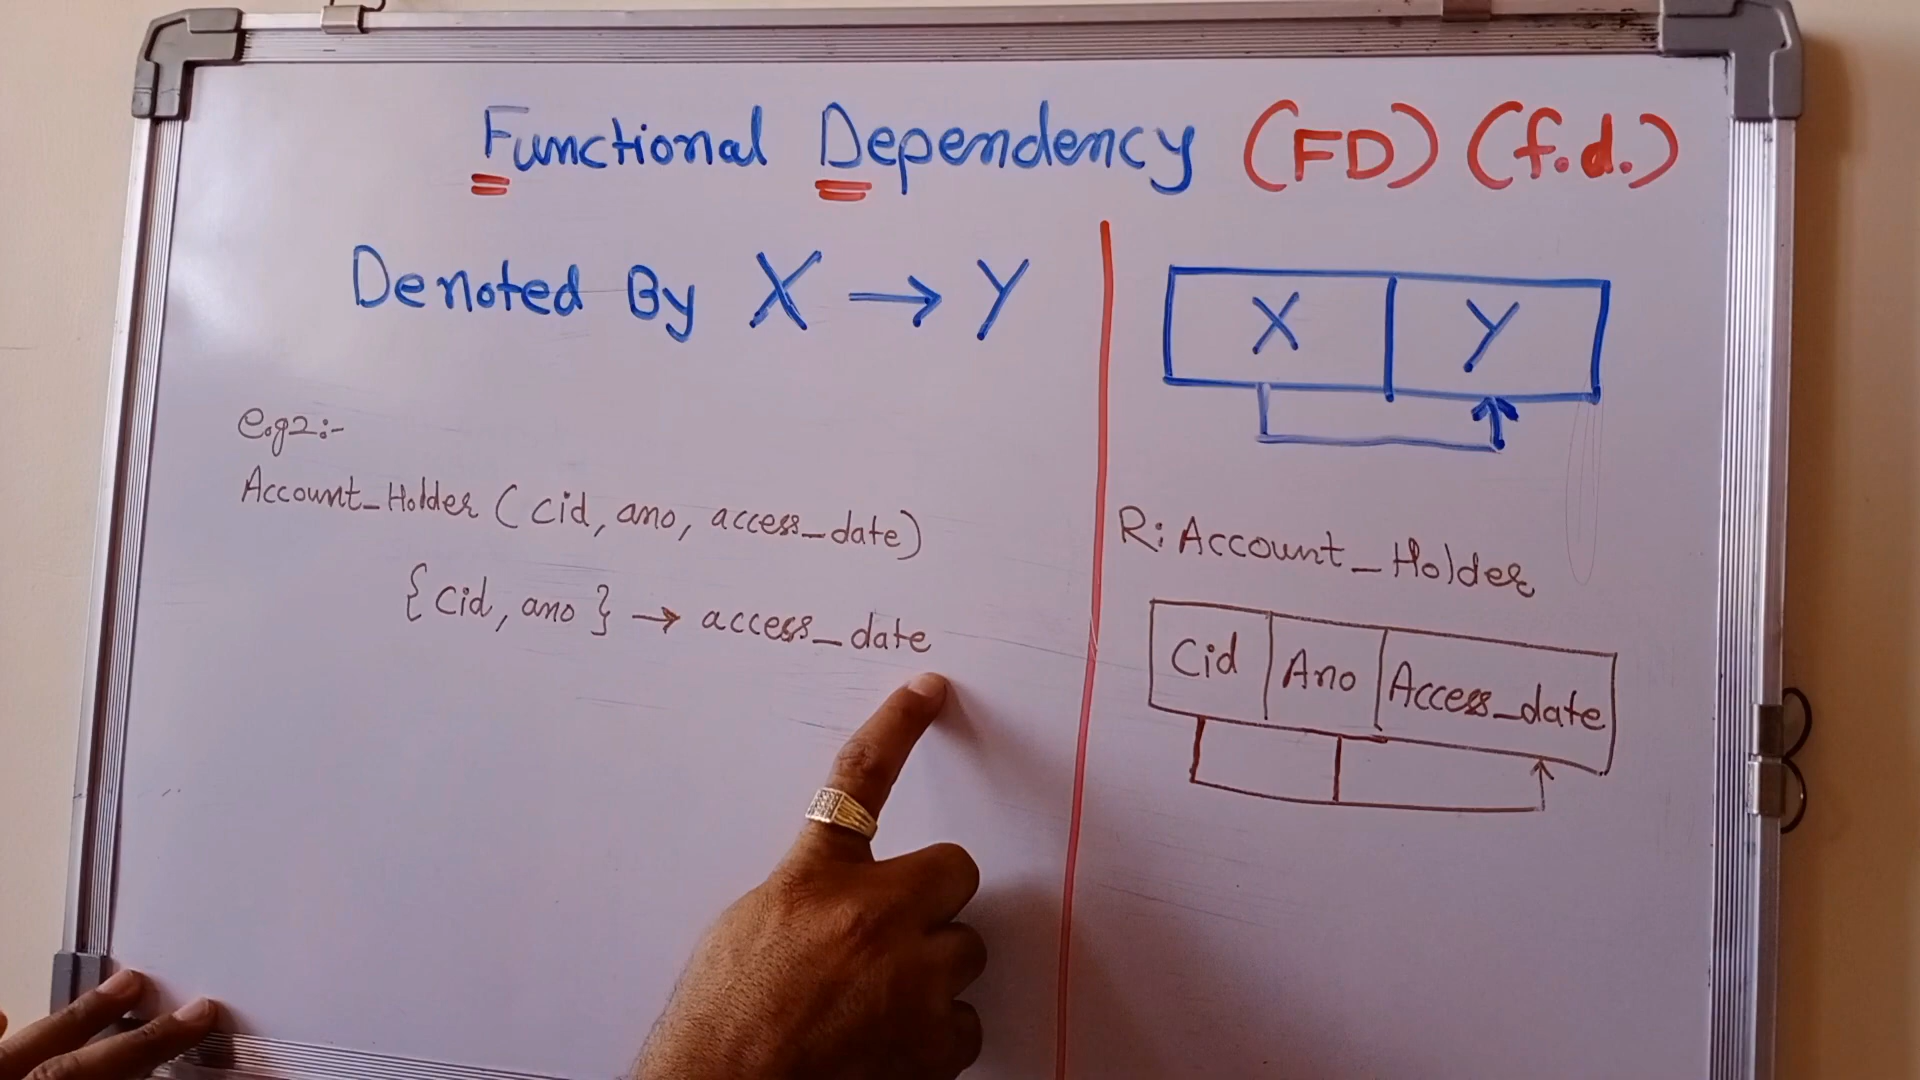 Functional Dependency (FD) (f.d.)
Denoted By X → Y
e.g2:-
Account_Holder (cid, ano, access_date)
{cid, ano} → access_date
X Y
R: Account_Holder
Cid Ano Access_date